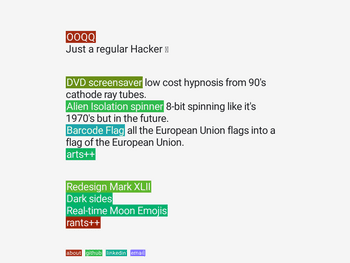 OOQQ
Just a regular Hacker
DVD screensaver low cost hypnosis from 90's
cathode ray tubes.
Alien Isolation spinner 8-bit spinning like it's
1970's but in the future.
Barcode Flag all the European Union flags into a
flag of the European Union.
arts++
Redesign Mark XLII
Dark sides
Real-time Moon Emojis
rants++
about github linkedin email